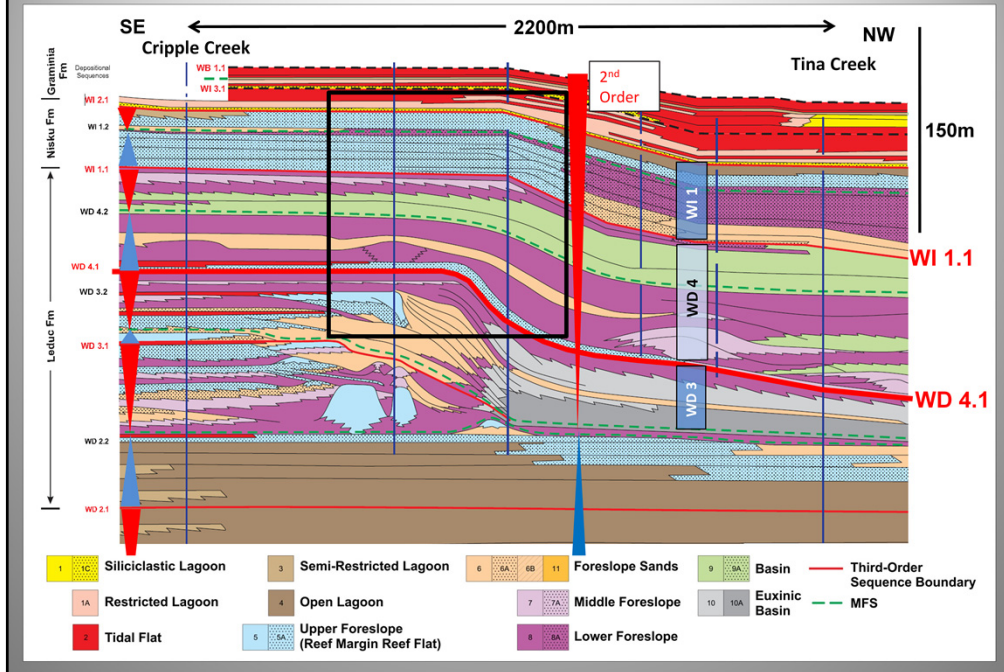 SE
2200m
NW
Cripple Creek
Tina Creek
Graminia
Fm
Depositional
Sequences
WB 1.1
WI 3.1
2nd
Order
150m
WI 2.1
Nisku Fm
WI 1.2
WI 1.1
WD 4.2
WI 1
WI 1.1
WD 4.1
WD 3.2
WD 4
Leduc Fm
WD 3.1
WD 3
WD 4.1
WD 2.2
WD 2.1
1 1C Siliciclastic Lagoon
3 Semi-Restricted Lagoon
6 6A 6B 11 Foreslope Sands
9 9A Basin
Third-Order
Sequence Boundary
1A Restricted Lagoon
4 Open Lagoon
7 7A Middle Foreslope
10 10A Euxinic
Basin
MFS
2 Tidal Flat
5 5A Upper Foreslope
(Reef Margin Reef Flat)
8 8A Lower Foreslope